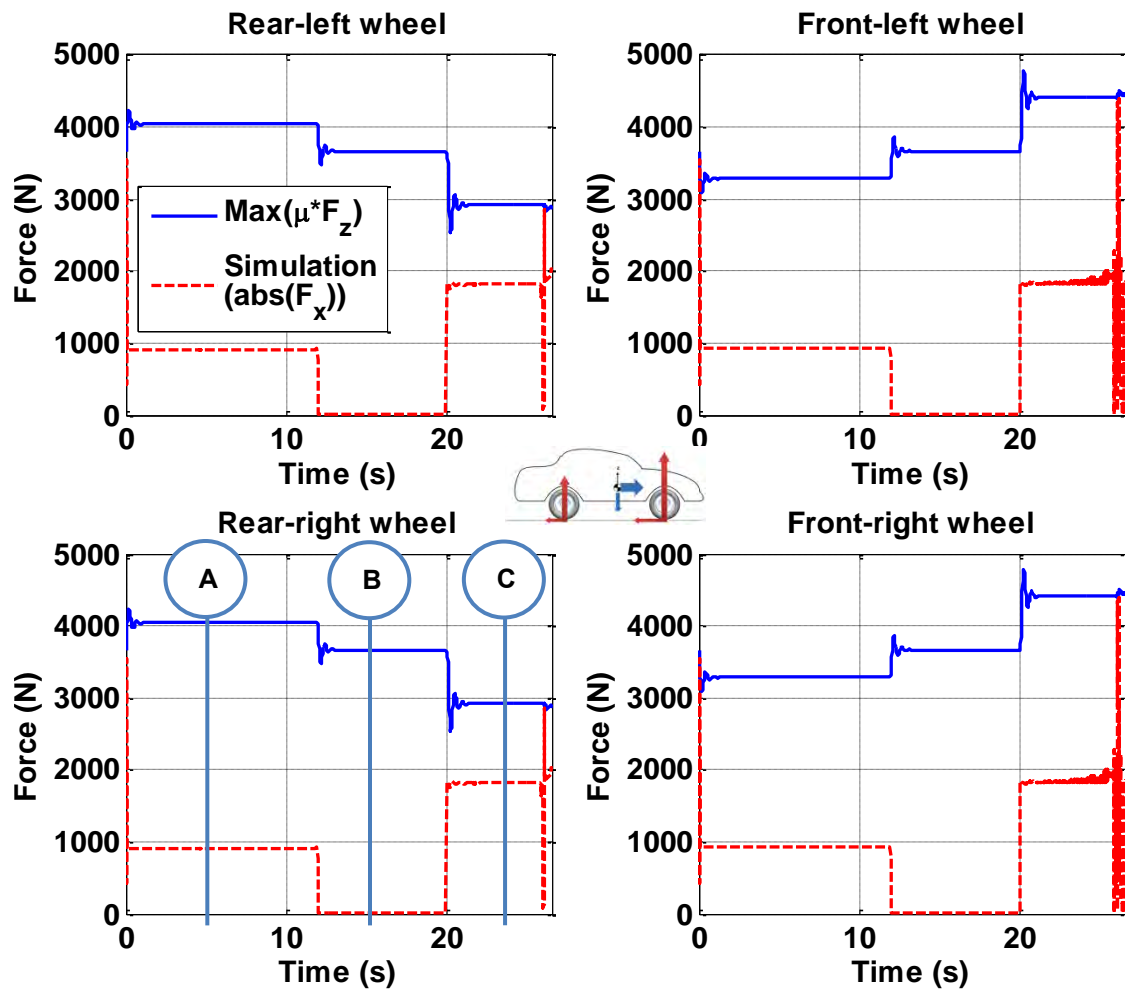 Rear-left wheel
Front-left wheel
Force (N)
5000
4000
3000
2000
1000
0
Max(μ*F_z)
Simulation
(abs(F_x))
0 10 20
Time (s)
Force (N)
5000
4000
3000
2000
1000
0
0 10 20
Time (s)
Rear-right wheel
Front-right wheel
Force (N)
5000
4000
3000
2000
1000
0
A B C
0 10 20
Time (s)
Force (N)
5000
4000
3000
2000
1000
0
0 10 20
Time (s)